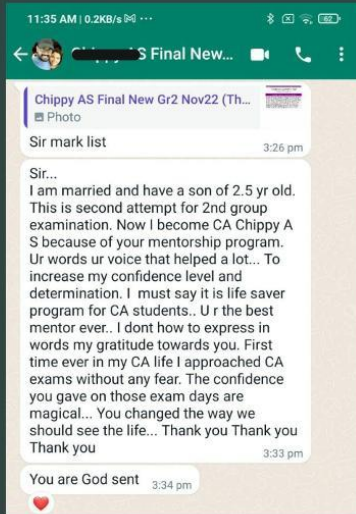 11:35 AM | 0.2KB/s ...
62
S Final New...
Chippy AS Final New Gr2 Nov22 (Th...
Photo
Sir mark list
3:26 pm
Sir...
I am married and have a son of 2.5 yr old.
This is second attempt for 2nd group
examination. Now I become CA Chippy A
S because of your mentorship program.
Ur words ur voice that helped a lot... To
increase my confidence level and
determination. I must say it is life saver
program for CA students.. U r the best
mentor ever.. I dont how to express in
words my gratitude towards you. First
time ever in my CA life I approached CA
exams without any fear. The confidence
you gave on those exam days are
magical... You changed the way we
should see the life... Thank you Thank you
Thank you
3:33 pm
You are God sent
3:34 pm